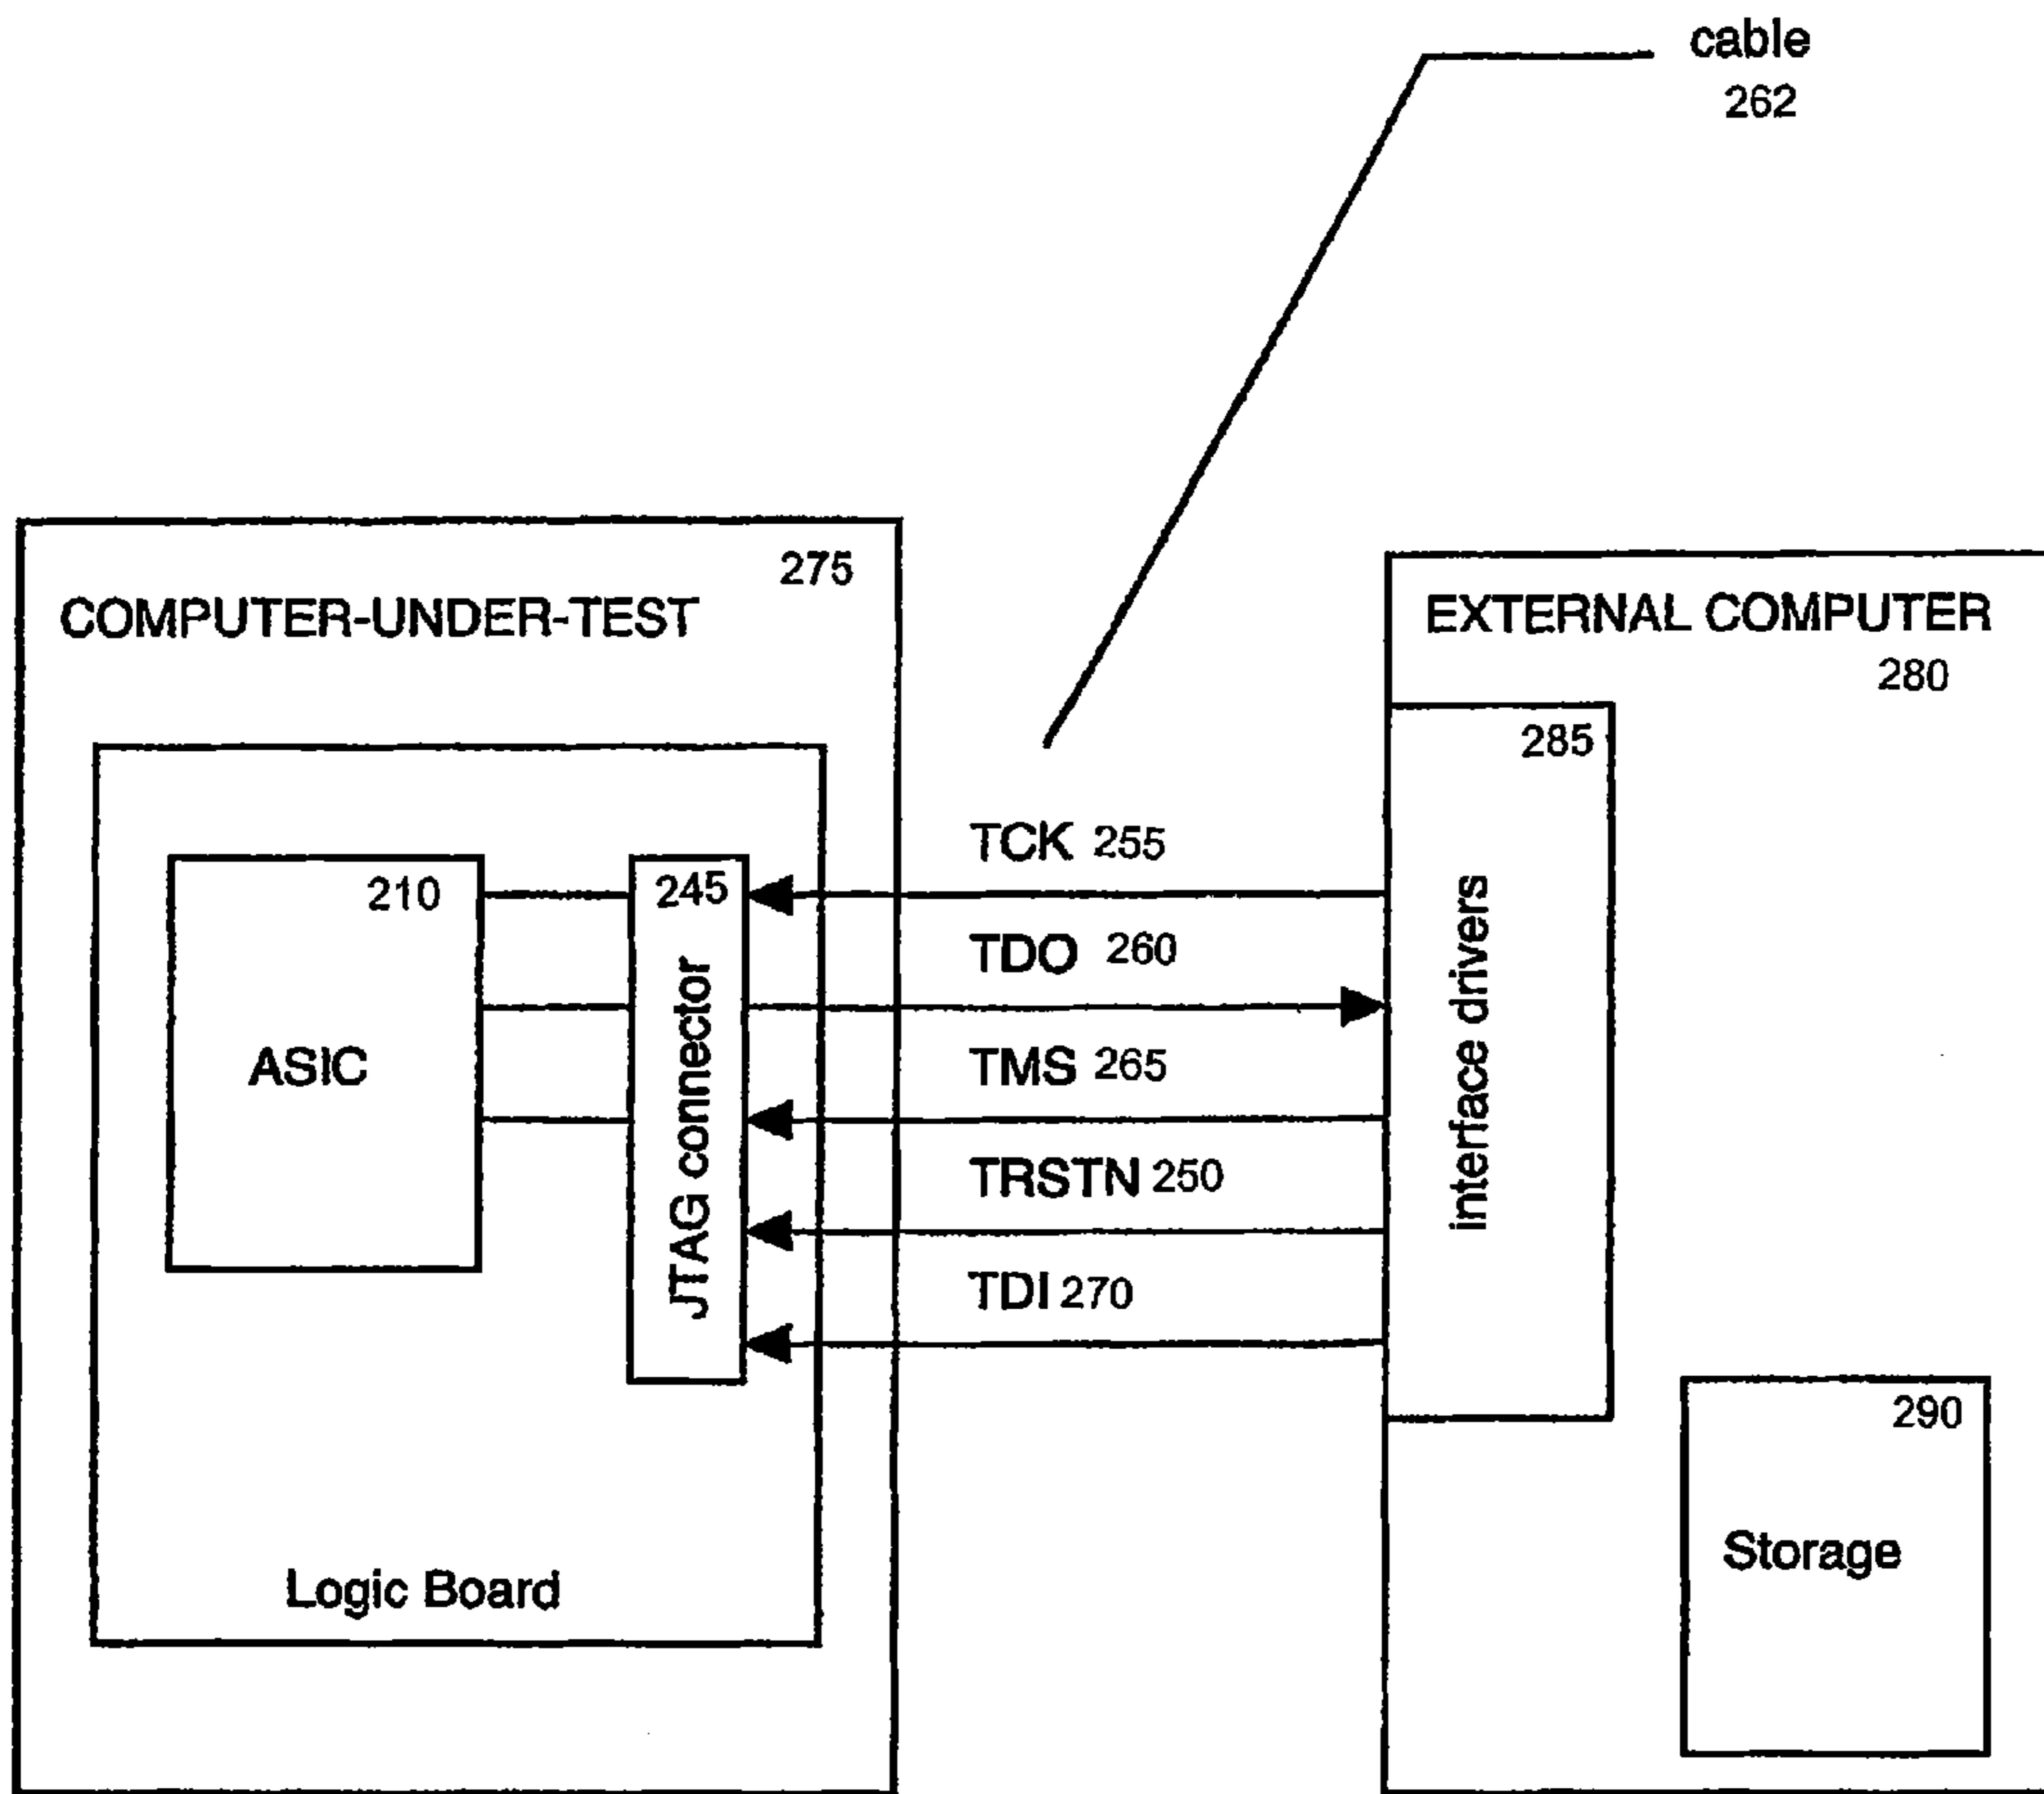 cable
262
275
COMPUTER-UNDER-TEST
EXTERNAL COMPUTER
280
285
TCK 255
210
245
TDO 260
ASIC
JTAG connector
TMS 265
interface drivers
TRSTN 250
TDI 270
290
Storage
Logic Board